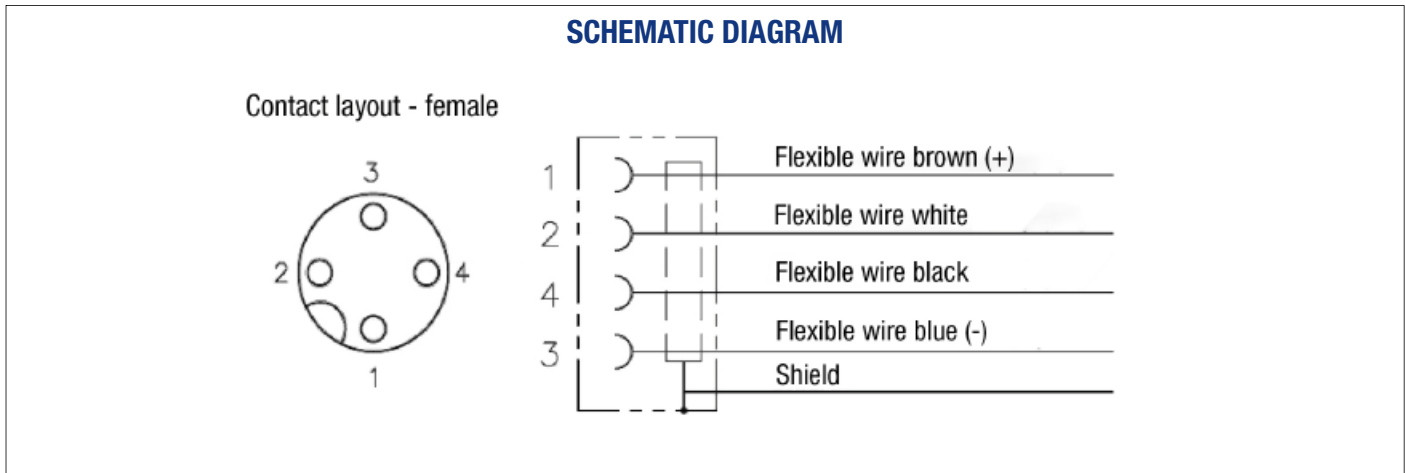 SCHEMATIC DIAGRAM
Contact layout - female
3
2
4
1
1 Flexible wire brown (+)
2 Flexible wire white
4 Flexible wire black
3 Flexible wire blue (-)
Shield